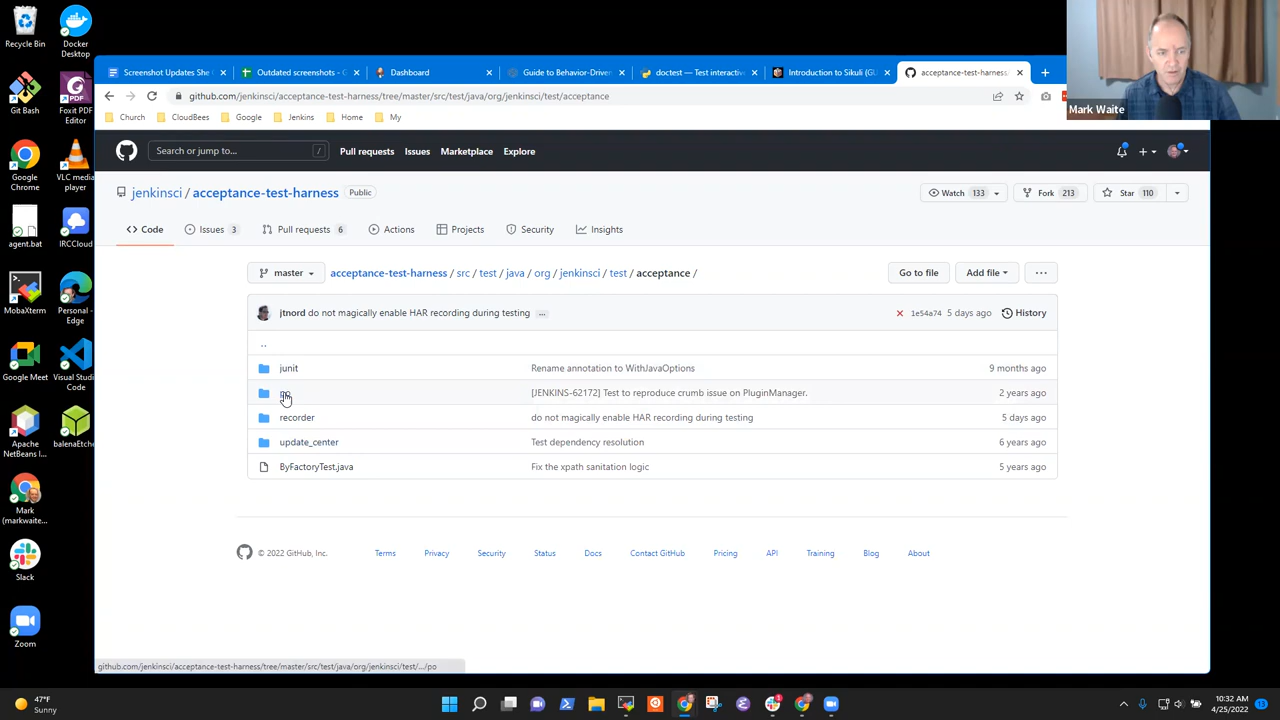 Recycle Bin
Docker Desktop
Git Bash
Foxit PDF Editor
Google Chrome
VLC media player
agent.bat
IRCCloud
MobaXterm
Personal - Edge
Google Meet
Visual Studio Code
Apache NetBeans I...
balenaEtcher
Mark (markwaite...
Slack
Zoom
Screenshot Updates She
Outdated screenshots - G
Dashboard
Guide to Behavior-Driven
doctest — Test interactive
Introduction to Sikuli (GUI
acceptance-test-harness
Mark Waite
github.com/jenkinsci/acceptance-test-harness/tree/master/src/test/java/org/jenkinsci/test/acceptance
Church CloudBees Google Jenkins Home My
Search or jump to... / Pull requests Issues Marketplace Explore
jenkinsci / acceptance-test-harness Public
Watch 133 Fork 213 Star 110
<> Code Issues 3 Pull requests 6 Actions Projects Security Insights
master acceptance-test-harness / src / test / java / org / jenkinsci / test / acceptance / Go to file Add file ...
jtnord do not magically enable HAR recording during testing ... 1e54a74 5 days ago History
..
junit Rename annotation to WithJavaOptions 9 months ago
po [JENKINS-62172] Test to reproduce crumb issue on PluginManager. 2 years ago
recorder do not magically enable HAR recording during testing 5 days ago
update_center Test dependency resolution 6 years ago
ByFactoryTest.java Fix the xpath sanitation logic 5 years ago
© 2022 GitHub, Inc. Terms Privacy Security Status Docs Contact GitHub Pricing API Training Blog About
github.com/jenkinsci/acceptance-test-harness/tree/master/src/test/java/org/jenkinsci/test/.../po
47°F
Sunny
10:32 AM
4/25/2022